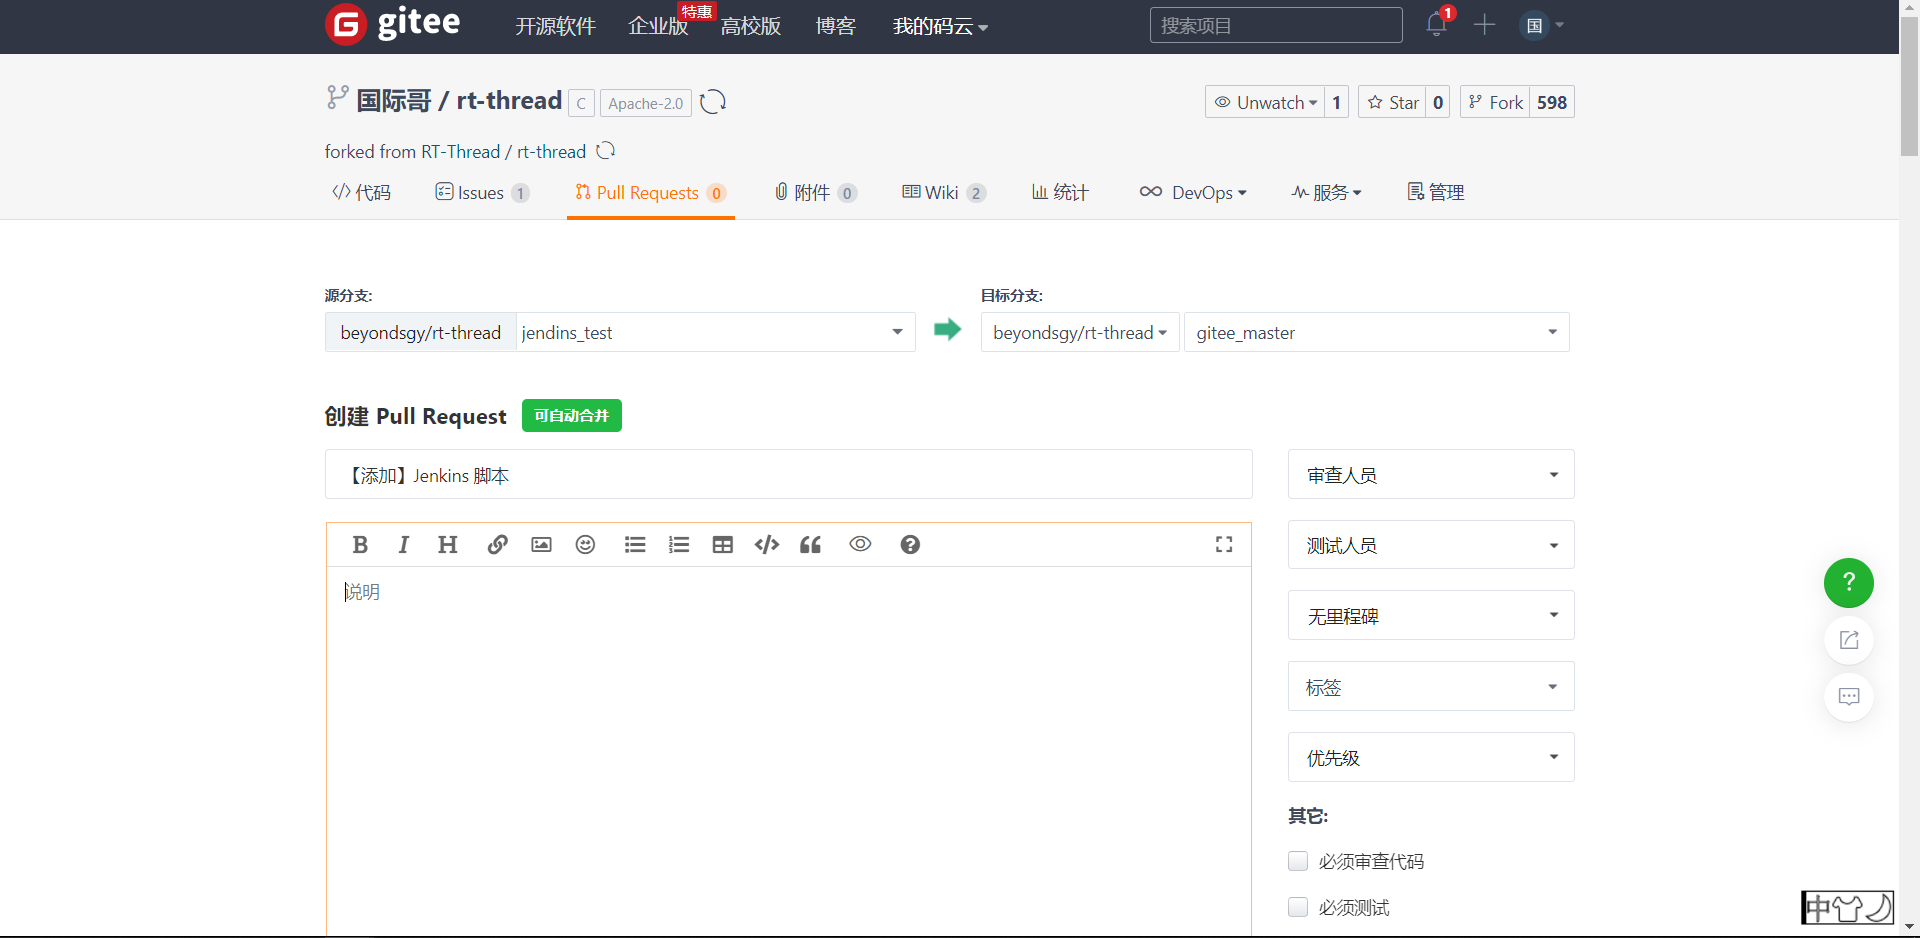 gitee 开源软件 企业版 特惠 高校版 博客 我的码云 搜索项目 1 国
国际哥 / rt-thread C Apache-2.0 Unwatch 1 Star 0 Fork 598
forked from RT-Thread / rt-thread
代码 Issues 1 Pull Requests 0 附件 0 Wiki 2 统计 DevOps 服务 管理
源分支: 目标分支:
beyondsgy/rt-thread jendins_test beyondsgy/rt-thread gitee_master
创建 Pull Request 可自动合并
【添加】Jenkins 脚本
审查人员
B I H
测试人员
说明
无里程碑
标签
优先级
其它:
必须审查代码
必须测试
中